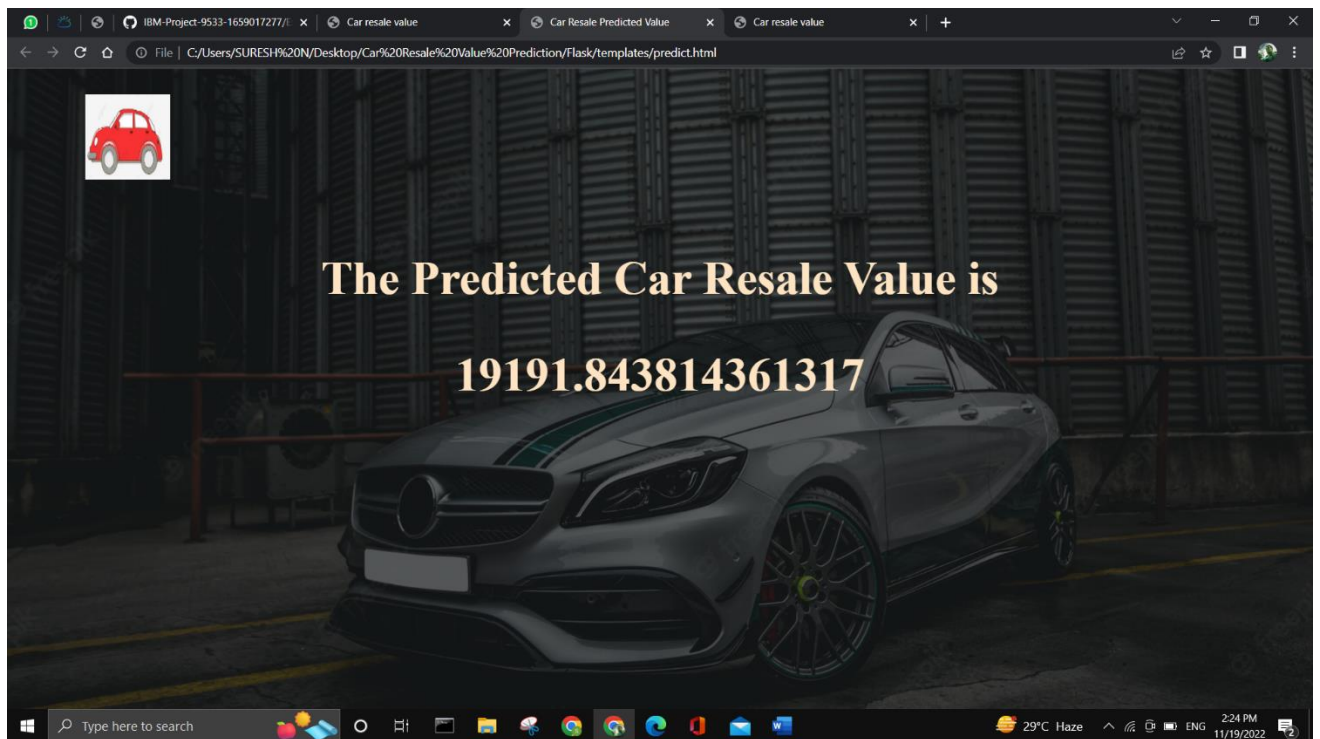 IBM-Project-9533-1659017277/E
Car resale value
Car Resale Predicted Value
Car resale value
File | C:/Users/SURESH%20N/Desktop/Car%20Resale%20Value%20Prediction/Flask/templates/predict.html
The Predicted Car Resale Value is
19191.843814361317
Type here to search
29°C Haze
ENG
2:24 PM
11/19/2022
2